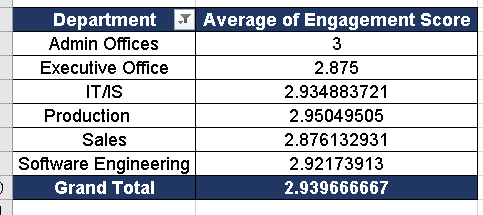 Department Average of Engagement Score
Admin Offices 3
Executive Office 2.875
IT/IS 2.934883721
Production 2.95049505
Sales 2.876132931
Software Engineering 2.92173913
Grand Total 2.939666667